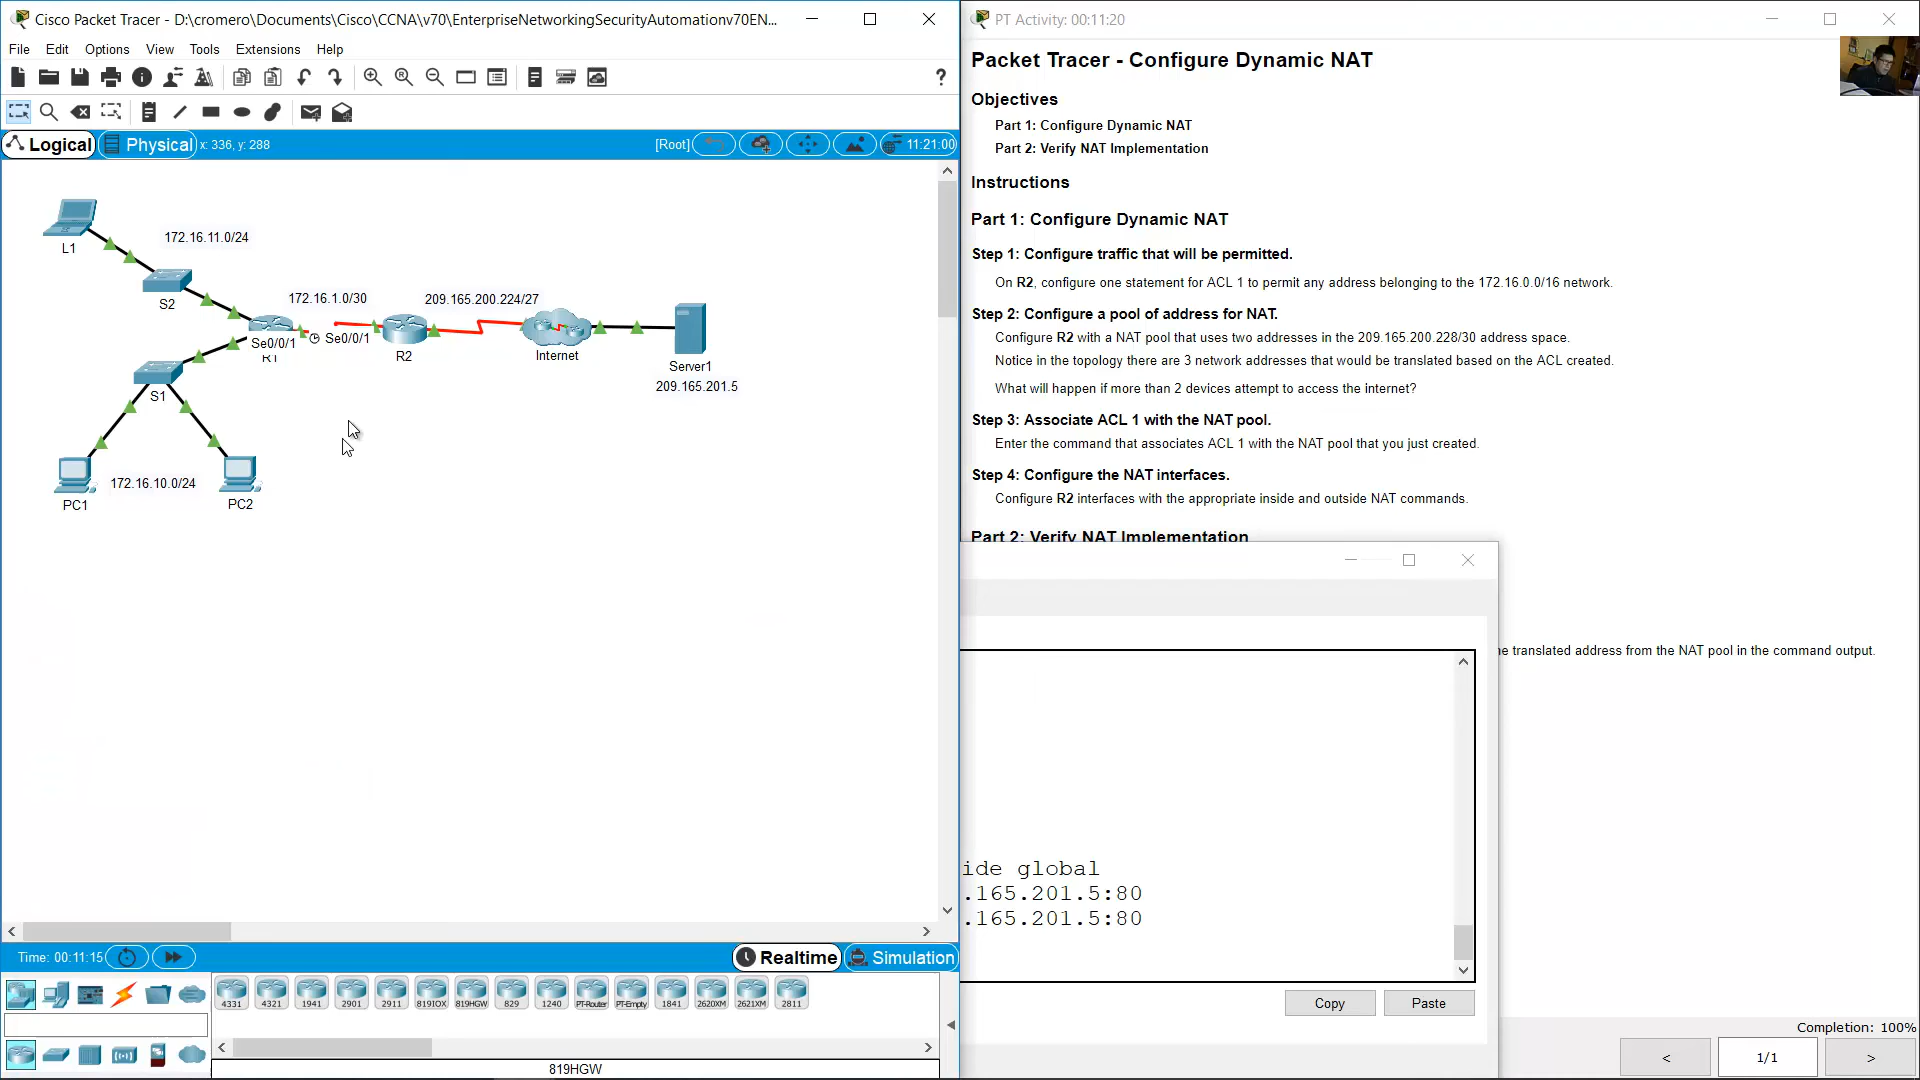 Cisco Packet Tracer - D:\cromero\Documents\Cisco\CCNA\v70\EnterpriseNetworkingSecurityAutomationv70EN...
File Edit Options View Tools Extensions Help
?
Logical Physical x: 336, y: 288 [Root] 11:21:00
L1
172.16.11.0/24
S2
172.16.1.0/30
209.165.200.224/27
Se0/0/1
Se0/0/1
R1
R2
Internet
Server1
209.165.201.5
S1
172.16.10.0/24
PC1
PC2
Time: 00:11:15
Realtime Simulation
4331 4321 1941 2901 2911 819IOX 819HGW 829 1240 PT-Router PT-Empty 1841 2620XM 2621XM 2811
819HGW
PT Activity: 00:11:20
Packet Tracer - Configure Dynamic NAT
Objectives
Part 1: Configure Dynamic NAT
Part 2: Verify NAT Implementation
Instructions
Part 1: Configure Dynamic NAT
Step 1: Configure traffic that will be permitted.
On R2, configure one statement for ACL 1 to permit any address belonging to the 172.16.0.0/16 network.
Step 2: Configure a pool of address for NAT.
Configure R2 with a NAT pool that uses two addresses in the 209.165.200.228/30 address space.
Notice in the topology there are 3 network addresses that would be translated based on the ACL created.
What will happen if more than 2 devices attempt to access the internet?
Step 3: Associate ACL 1 with the NAT pool.
Enter the command that associates ACL 1 with the NAT pool that you just created.
Step 4: Configure the NAT interfaces.
Configure R2 interfaces with the appropriate inside and outside NAT commands.
Part 2: Verify NAT Implementation
he translated address from the NAT pool in the command output.
ide global
.165.201.5:80
.165.201.5:80
Copy Paste
Completion: 100%
< 1/1 >